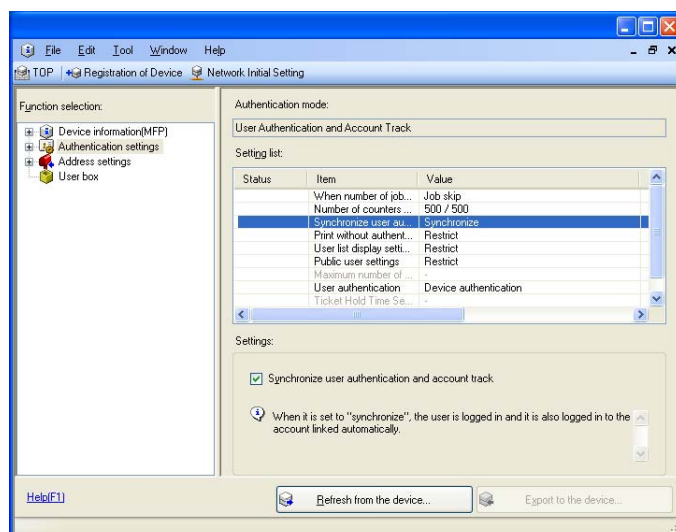 File Edit Tool Window Help
TOP Registration of Device Network Initial Setting
Function selection:
Device information(MFP)
Authentication settings
Address settings
User box
Authentication mode:
User Authentication and Account Track
Setting list:
Status Item Value
When number of job... Job skip
Number of counters ... 500 / 500
Synchronize user au... Synchronize
Print without authent... Restrict
User list display setti... Restrict
Public user settings Restrict
Maximum number of ... -
User authentication Device authentication
Ticket Hold Time Se... -
Settings:
Synchronize user authentication and account track
When it is set to "synchronize", the user is logged in and it is also logged in to the
account linked automatically.
Help(F1)
Refresh from the device...
Export to the device...